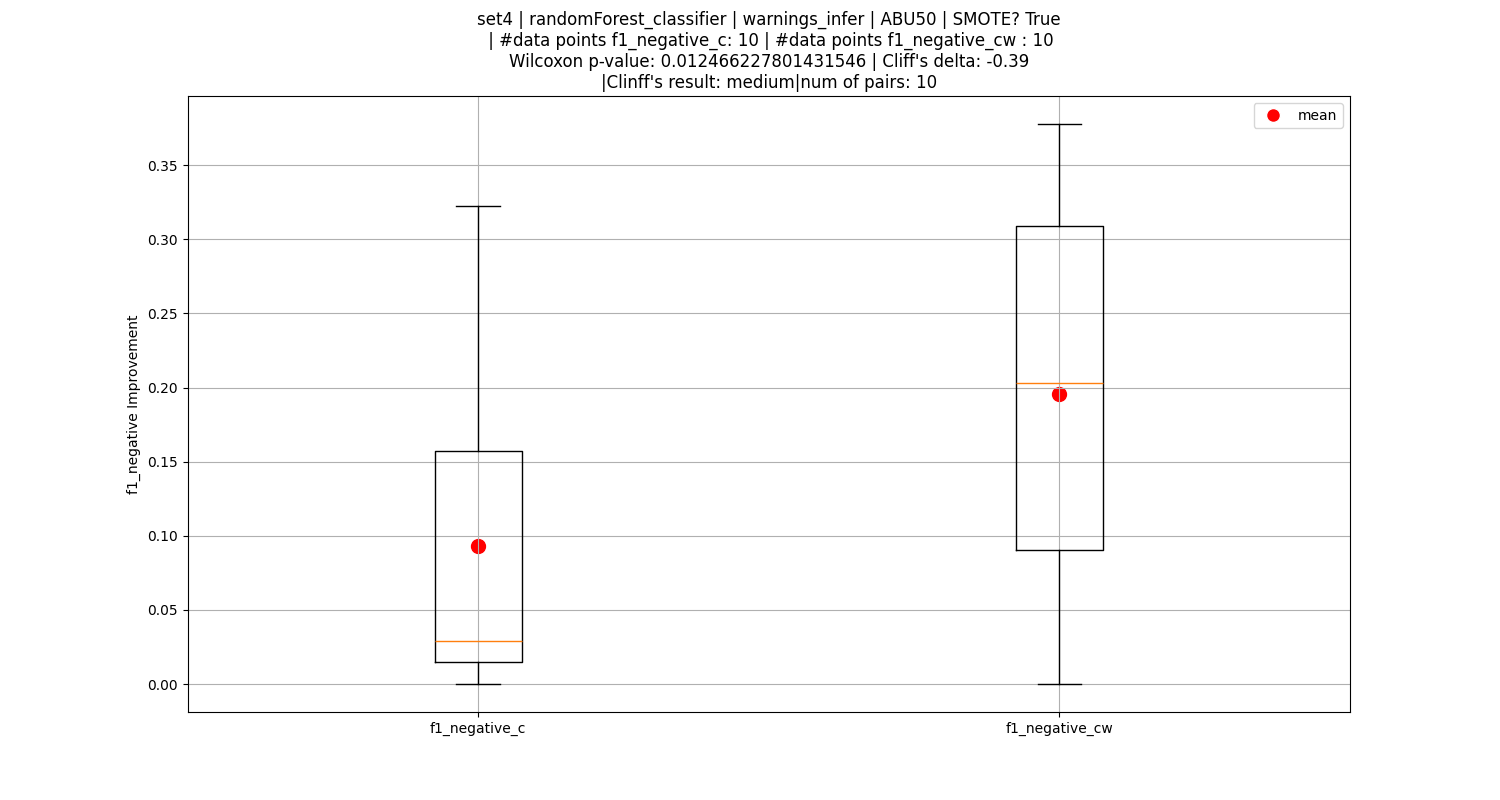 set4 | randomForest_classifier | warnings_infer | ABU50 | SMOTE? True
| #data points f1_negative_c: 10 | #data points f1_negative_cw : 10
Wilcoxon p-value: 0.012466227801431546 | Cliff's delta: -0.39
|Clinff's result: medium|num of pairs: 10
mean
f1_negative Improvement
0.35
0.30
0.25
0.20
0.15
0.10
0.05
0.00
f1_negative_c
f1_negative_cw